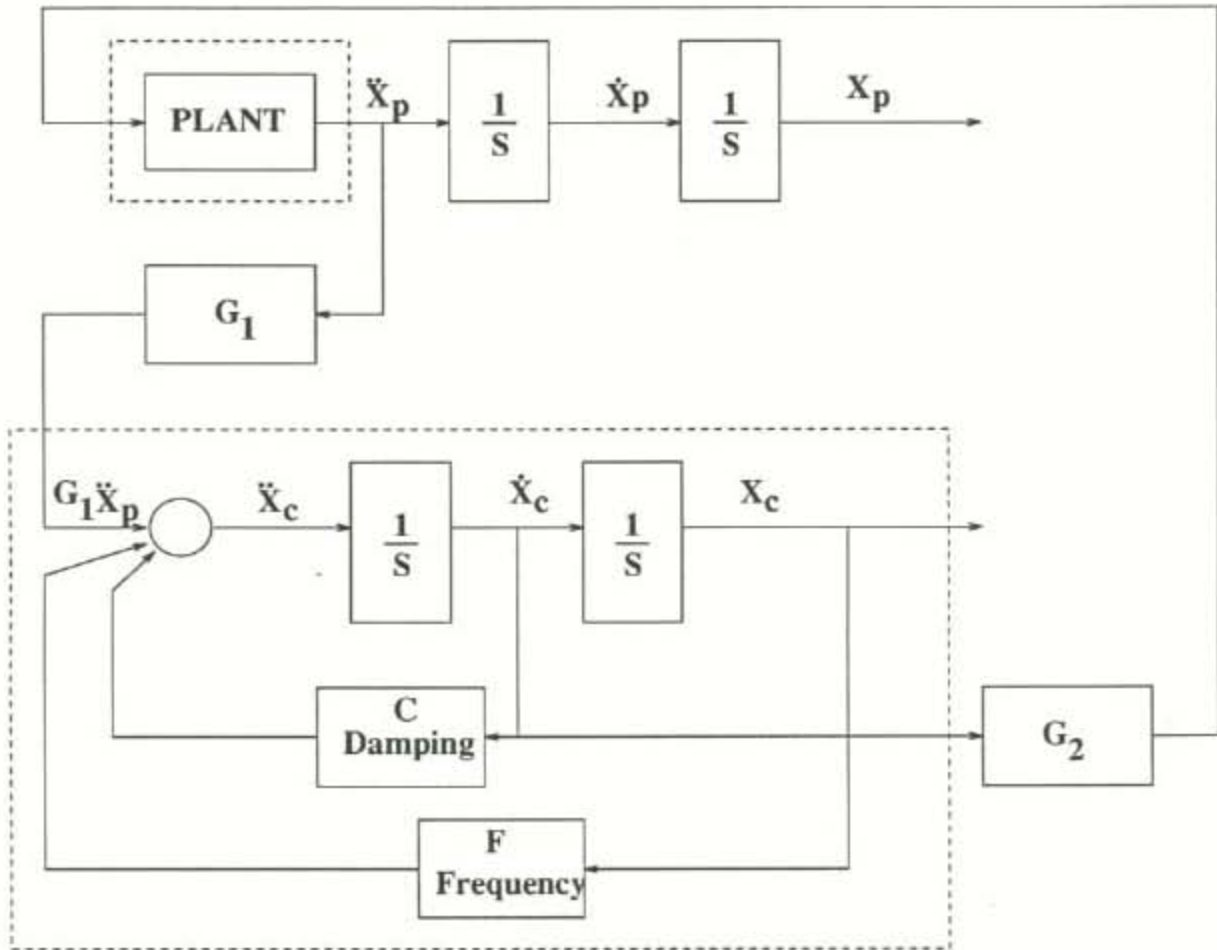 PLANT
Ẍp
1
S
Ẋp
1
S
Xp
G1
G1Ẍp
Ẍc
1
S
Ẋc
1
S
Xc
C
Damping
G2
F
Frequency